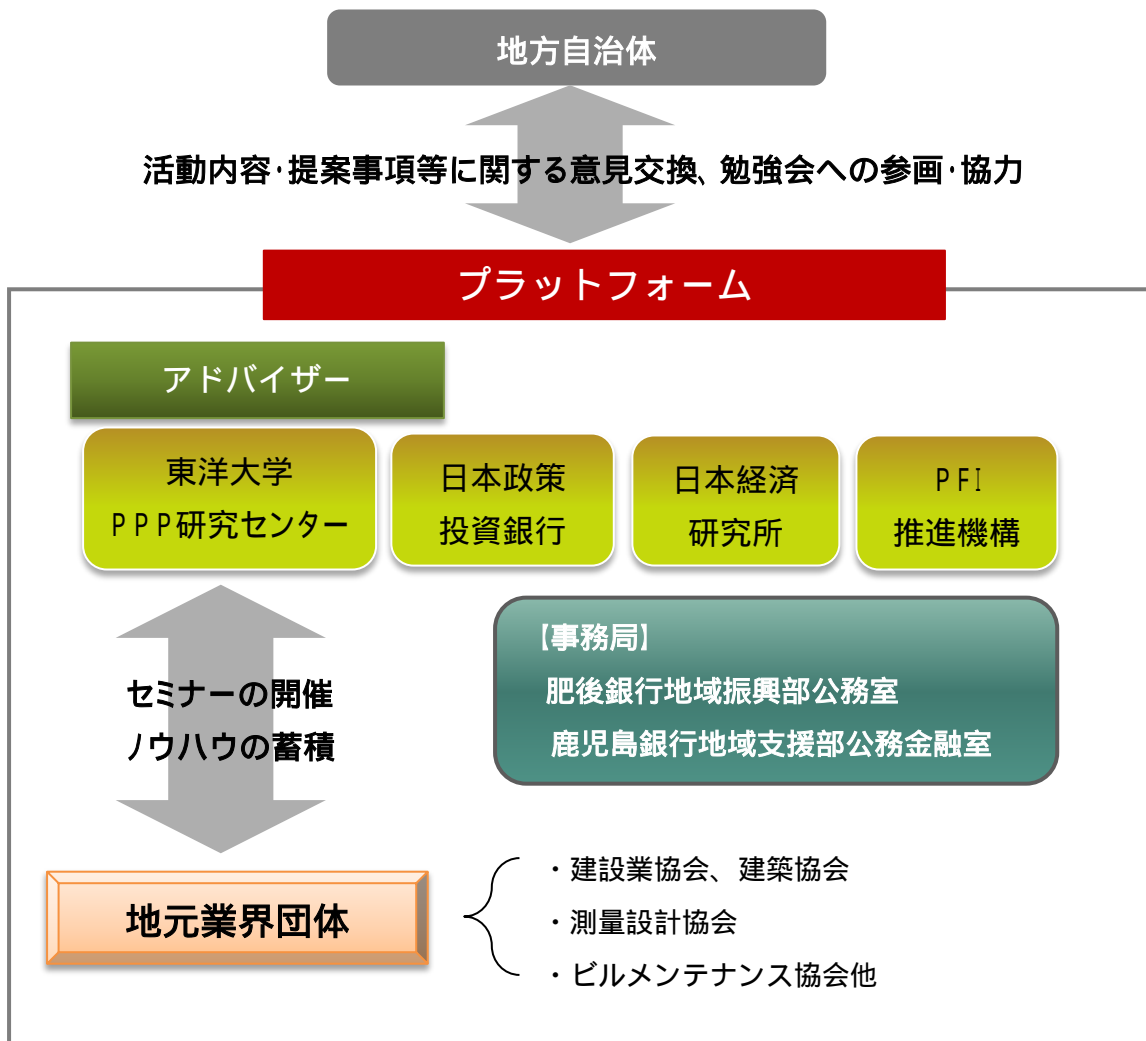 地方自治体
活動内容・提案事項等に関する意見交換、勉強会への参画・協力
プラットフォーム
アドバイザー
東洋大学
ＰＰＰ研究センター
日本政策
投資銀行
日本経済
研究所
ＰＦＩ
推進機構
【事務局】
肥後銀行地域振興部公務室
鹿児島銀行地域支援部公務金融室
セミナーの開催
ノウハウの蓄積
地元業界団体
・建設業協会、建築協会
・測量設計協会
・ビルメンテナンス協会他